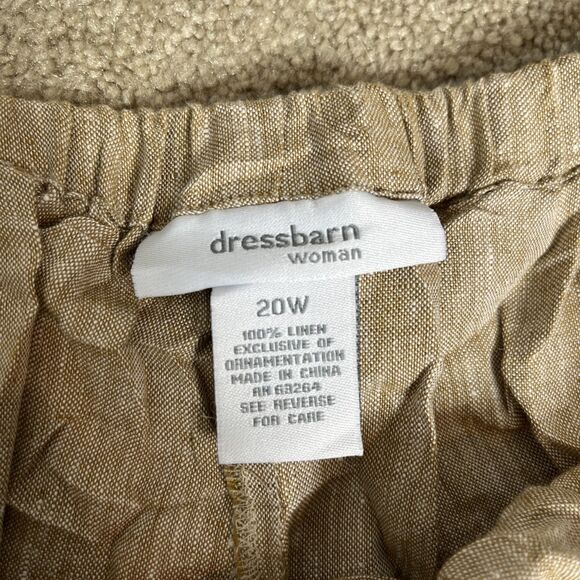 dressbarn
woman
20W
100% LINEN
EXCLUSIVE OF
ORNAMENTATION
MADE IN CHINA
RN 63264
SEE REVERSE
FOR CARE